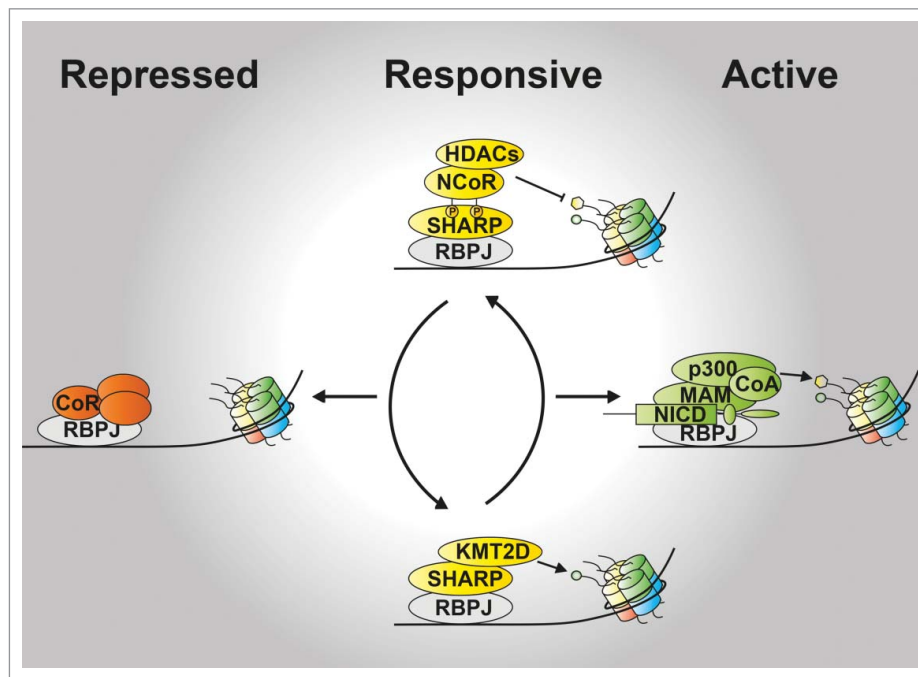 Repressed Responsive Active
HDACs
NCoR
P P
SHARP
RBPJ
CoR
RBPJ
p300
CoA
MAM
NICD
RBPJ
KMT2D
SHARP
RBPJ